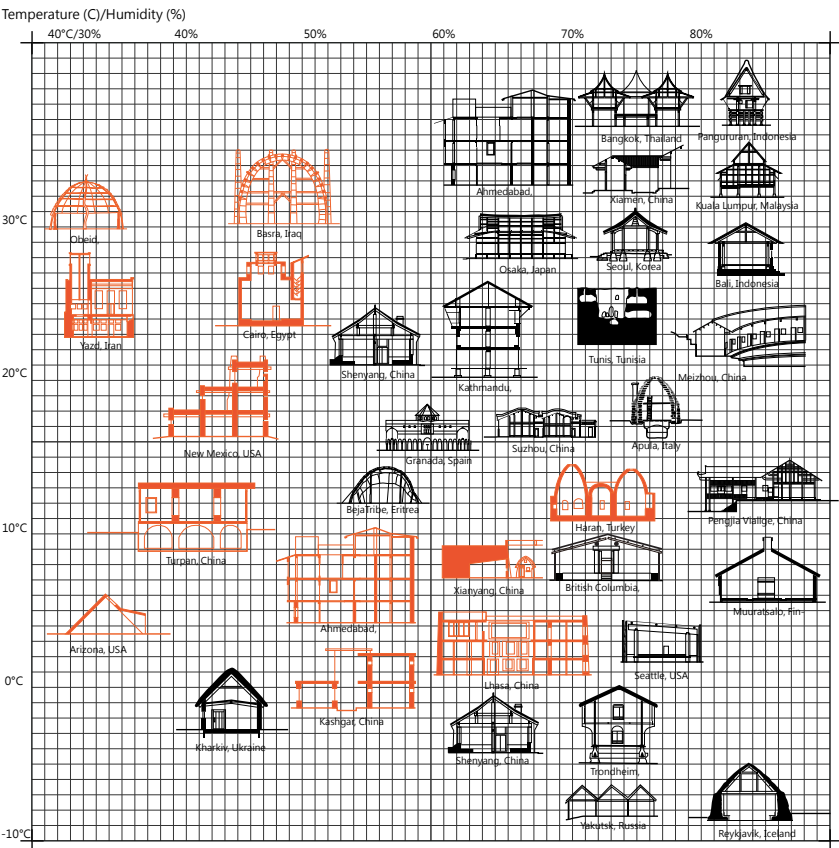 Temperature (C)/Humidity (%)
40°C/30%
40%
50%
60%
70%
80%
Bangkok, Thailand
Pangururan, Indonesia
Ahmedabad,
Xiamen, China
Kuala Lumpur, Malaysia
30°C
Obeid,
Basra, Iraq
Osaka, Japan
Seoul, Korea
Bali, Indonesia
Yazd, Iran
Cairo, Egypt
Shenyang, China
Kathmandu,
Tunis, Tunisia
Meizhou, China
20°C
New Mexico, USA
Granada, Spain
Suzhou, China
Apula, Italy
BejaTribe, Eritrea
Haran, Turkey
Pengjia Viallge, China
10°C
Turpan, China
Xianyang, China
British Columbia,
Muuratsalo, Fin-
Arizona, USA
Ahmedabad,
Lhasa, China
Seattle, USA
0°C
Kharkiv, Ukraine
Kashgar, China
Shenyang, China
Trondheim,
Yakutsk, Russia
Reykjavik, Iceland
-10°C